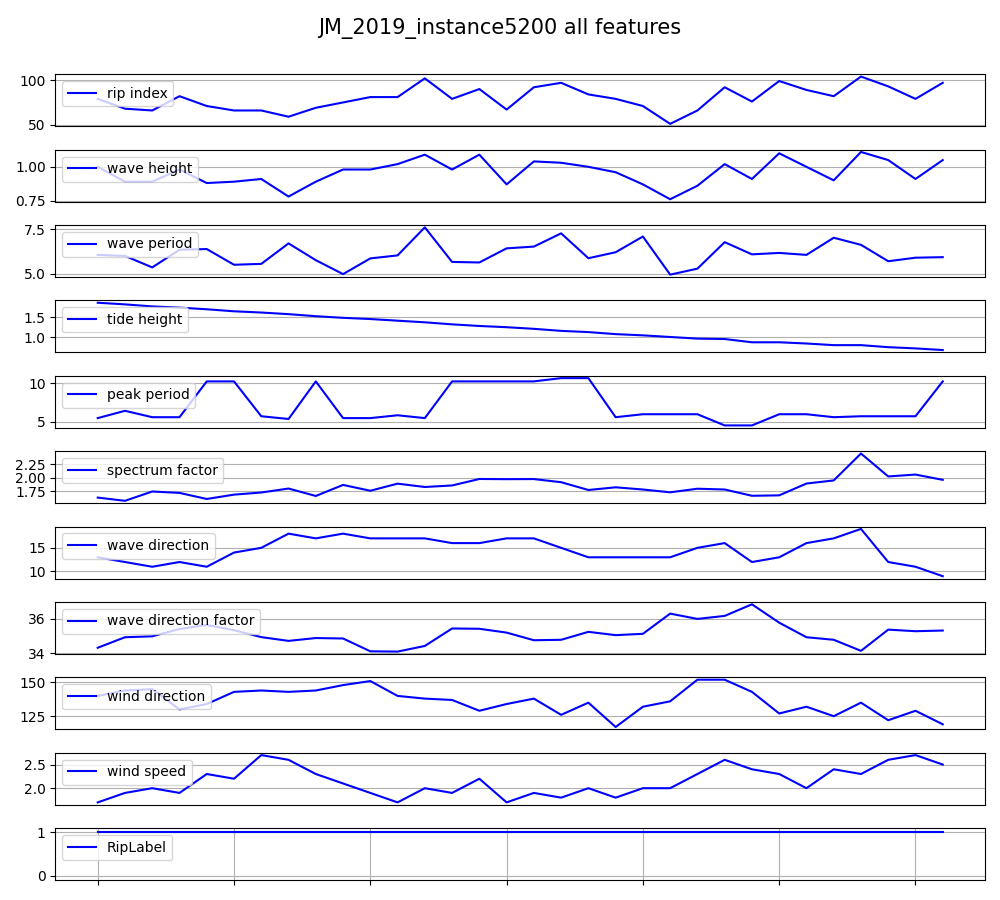 JM_2019_instance5200 all features
100
50
rip index
1.00
0.75
wave height
7.5
5.0
wave period
1.5
1.0
tide height
10
5
peak period
2.25
2.00
1.75
spectrum factor
15
10
wave direction
36
34
wave direction factor
150
125
wind direction
2.5
2.0
wind speed
1
0
RipLabel